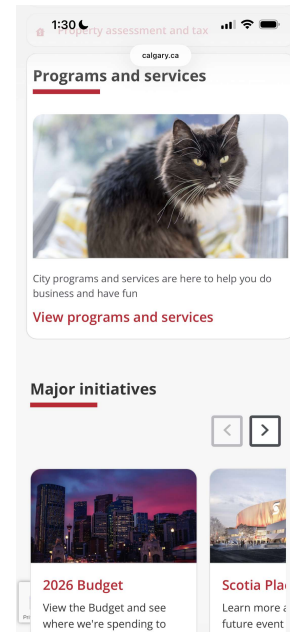 1:30
Property assessment and tax
calgary.ca
Programs and services
City programs and services are here to help you do
business and have fun
View programs and services
Major initiatives
2026 Budget
Scotia Plac
View the Budget and see
where we're spending to
Learn more a
future event